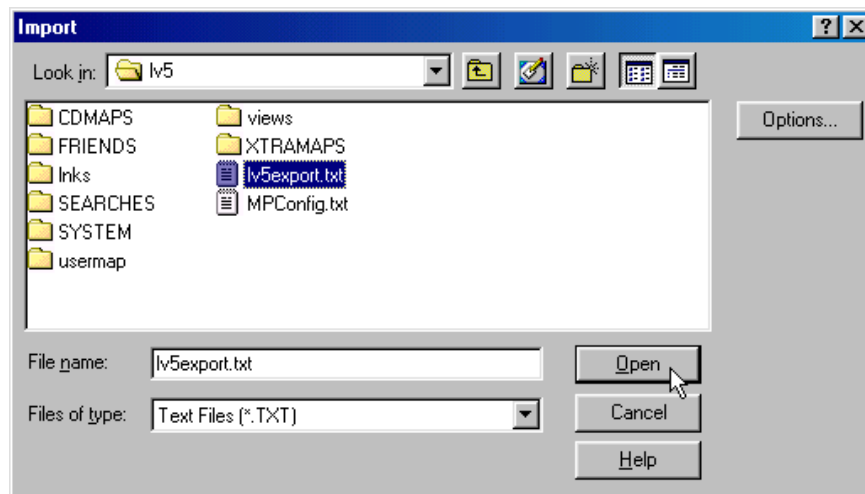 Import
Look in: lv5
CDMAPS
FRIENDS
lnks
SEARCHES
SYSTEM
usermap
views
XTRAMAPS
lv5export.txt
MPConfig.txt
Options...
File name: lv5export.txt
Open
Files of type: Text Files (*.TXT)
Cancel
Help